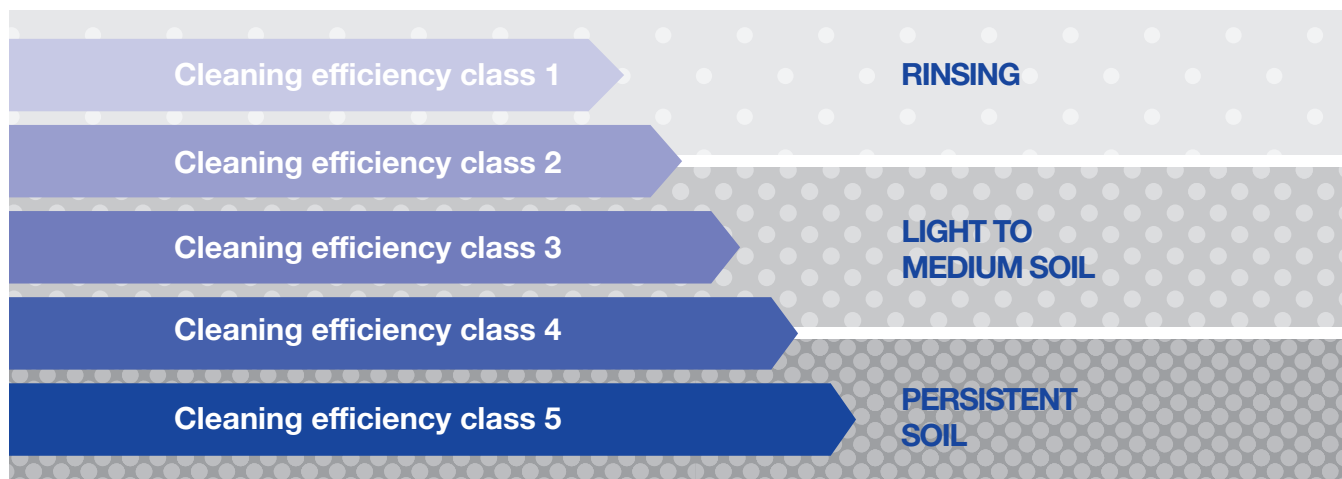 Cleaning efficiency class 1
RINSING
Cleaning efficiency class 2
Cleaning efficiency class 3
LIGHT TO
MEDIUM SOIL
Cleaning efficiency class 4
Cleaning efficiency class 5
PERSISTENT
SOIL